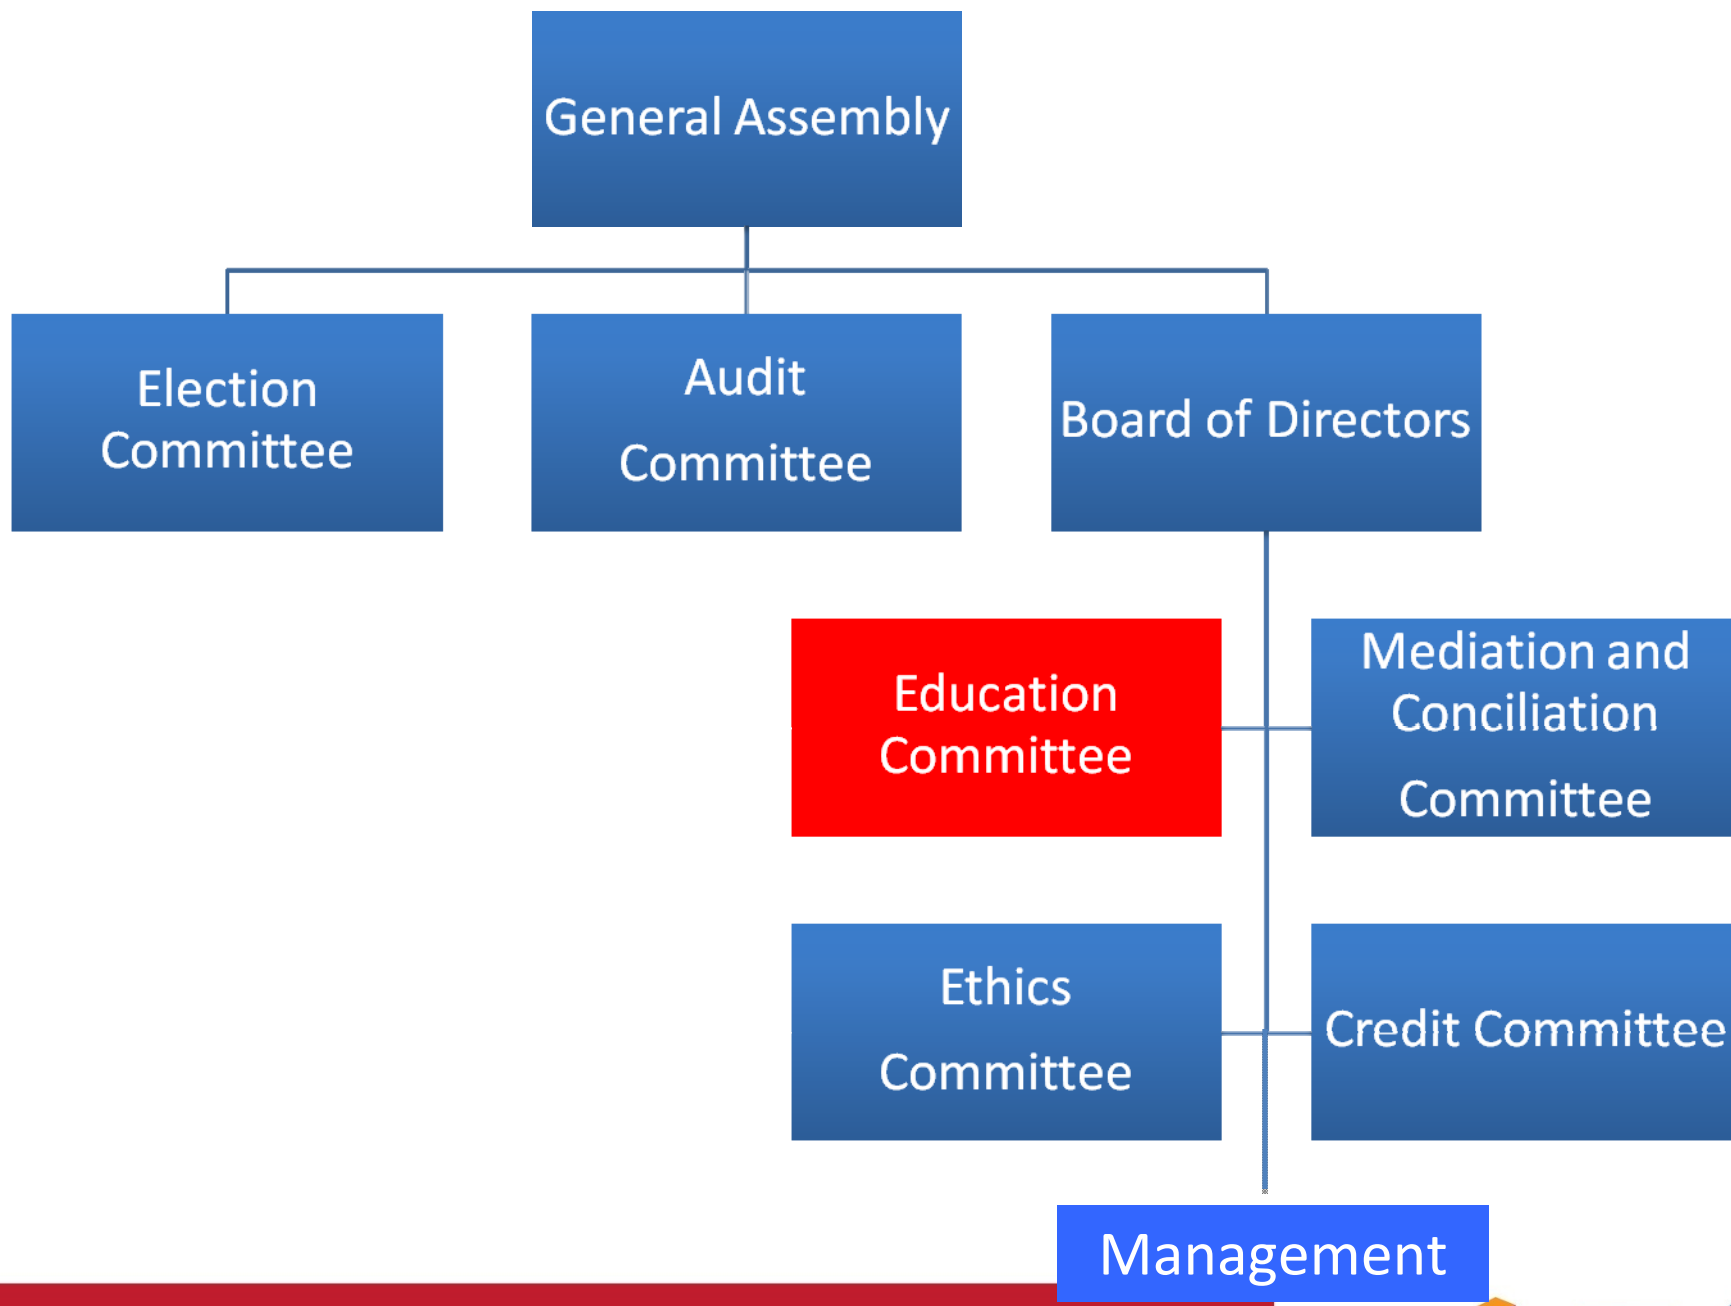 General Assembly
Election
Committee
Audit
Committee
Board of Directors
Education
Committee
Mediation and
Conciliation
Committee
Ethics
Committee
Credit Committee
Management